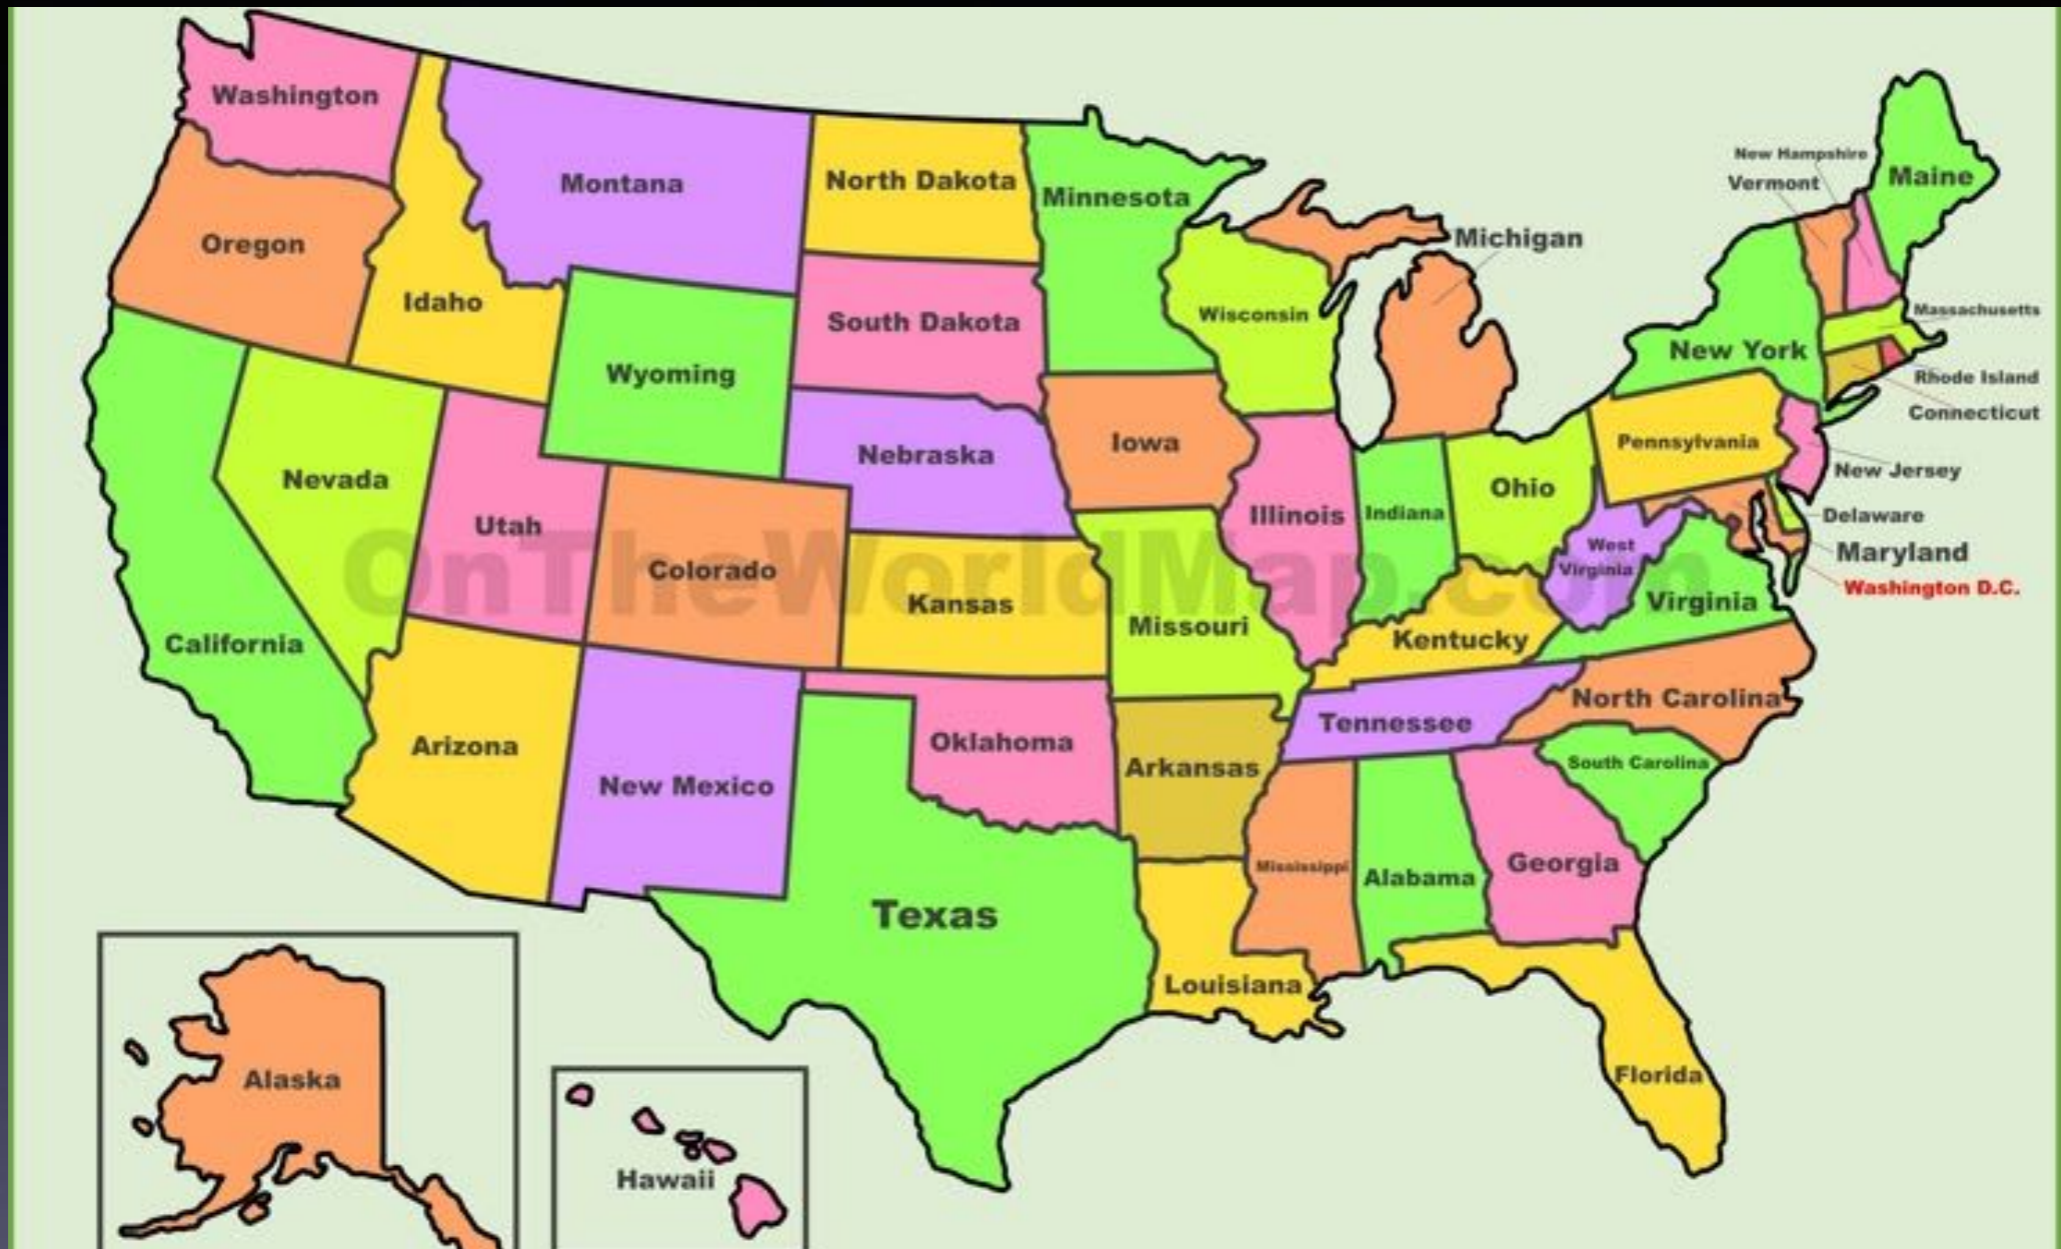 Washington
Montana
North Dakota
Minnesota
New Hampshire
Vermont
Maine
Oregon
Idaho
Michigan
Wyoming
South Dakota
Wisconsin
Massachusetts
New York
Rhode Island
Connecticut
Nevada
Utah
Nebraska
Iowa
Illinois
Indiana
Ohio
Pennsylvania
New Jersey
Delaware
Maryland
Washington D.C.
West
Virginia
Virginia
OnTheWorldMap.com
California
Colorado
Kansas
Missouri
Kentucky
Arizona
New Mexico
Oklahoma
Arkansas
Tennessee
North Carolina
South Carolina
Texas
Louisiana
Mississippi
Alabama
Georgia
Florida
Alaska
Hawaii